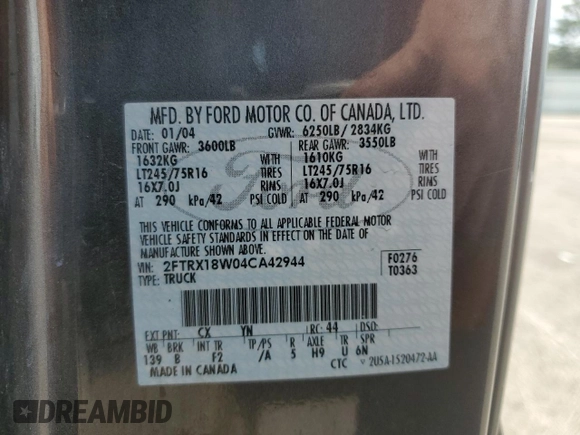 MFD. BY FORD MOTOR CO. OF CANADA, LTD.
DATE: 01/04 GVWR: 6250LB/ 2834KG
FRONT GAWR: 3600LB REAR GAWR: 3550LB
1632KG WITH 1610KG WITH
LT245/75R16 TIRES LT245/75R16 TIRES
16X7.0J RIMS 16X7.0J RIMS
AT 290 kPa/42 PSI COLD AT 290 kPa/42 PSI COLD
THIS VEHICLE CONFORMS TO ALL APPLICABLE FEDERAL MOTOR
VEHICLE SAFETY STANDARDS IN EFFECT ON THE DATE OF
MANUFACTURE SHOWN ABOVE.
VIN: 2FTRX18W04CA42944 F0276
TYPE: TRUCK T0363
EXT PNT: CX YN RC: 44 DSO:
WB BRK INT TR TP/PS R AXLE TR SPR
139 B F2 /A 5 H9 U 6N
MADE IN CANADA CTC V 2U5A-1520472-AA
Ford
DREAMBID